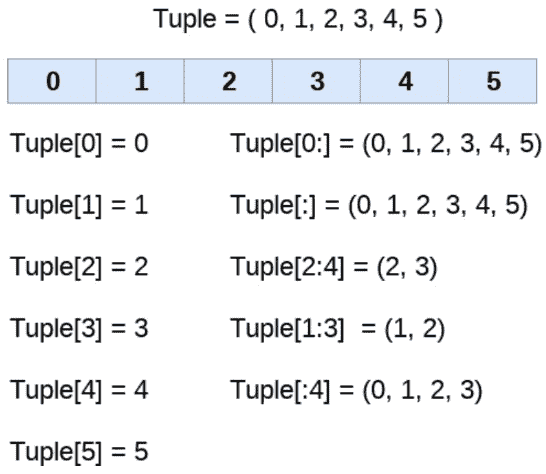 Tuple = ( 0, 1, 2, 3, 4, 5 )
0 1 2 3 4 5
Tuple[0] = 0 Tuple[0:] = (0, 1, 2, 3, 4, 5)
Tuple[1] = 1 Tuple[:] = (0, 1, 2, 3, 4, 5)
Tuple[2] = 2 Tuple[2:4] = (2, 3)
Tuple[3] = 3 Tuple[1:3] = (1, 2)
Tuple[4] = 4 Tuple[:4] = (0, 1, 2, 3)
Tuple[5] = 5